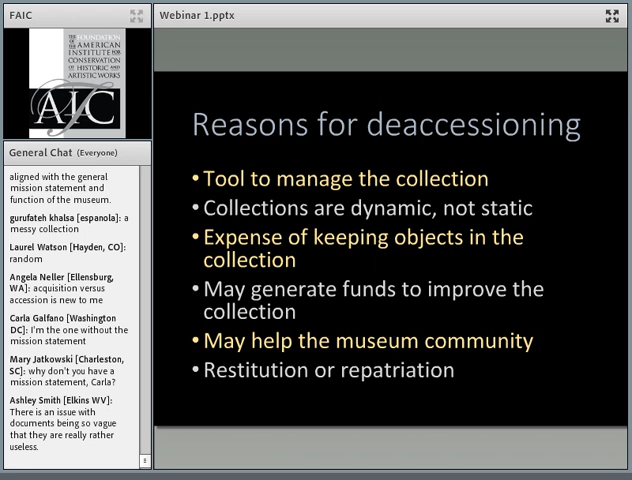 FAIC
THE FOUNDATION
OF THE AMERICAN
INSTITUTE FOR
CONSERVATION
OF HISTORIC AND
ARTISTIC WORKS
AIC
General Chat (Everyone)
aligned with the general
mission statement and
function of the museum.
gurufateh khalsa [espanola]: a
messy collection
Laurel Watson [Hayden, CO]:
random
Angela Neller [Ellensburg,
WA]: acquisition versus
accession is new to me
Carla Galfano [Washington
DC]: I'm the one without the
mission statement
Mary Jatkowski [Charleston,
SC]: why don't you have a
mission statement, Carla?
Ashley Smith [Elkins WV]:
There is an issue with
documents being so vague
that they are really rather
useless.
Webinar 1.pptx
Reasons for deaccessioning
• Tool to manage the collection
• Collections are dynamic, not static
• Expense of keeping objects in the
collection
• May generate funds to improve the
collection
• May help the museum community
• Restitution or repatriation